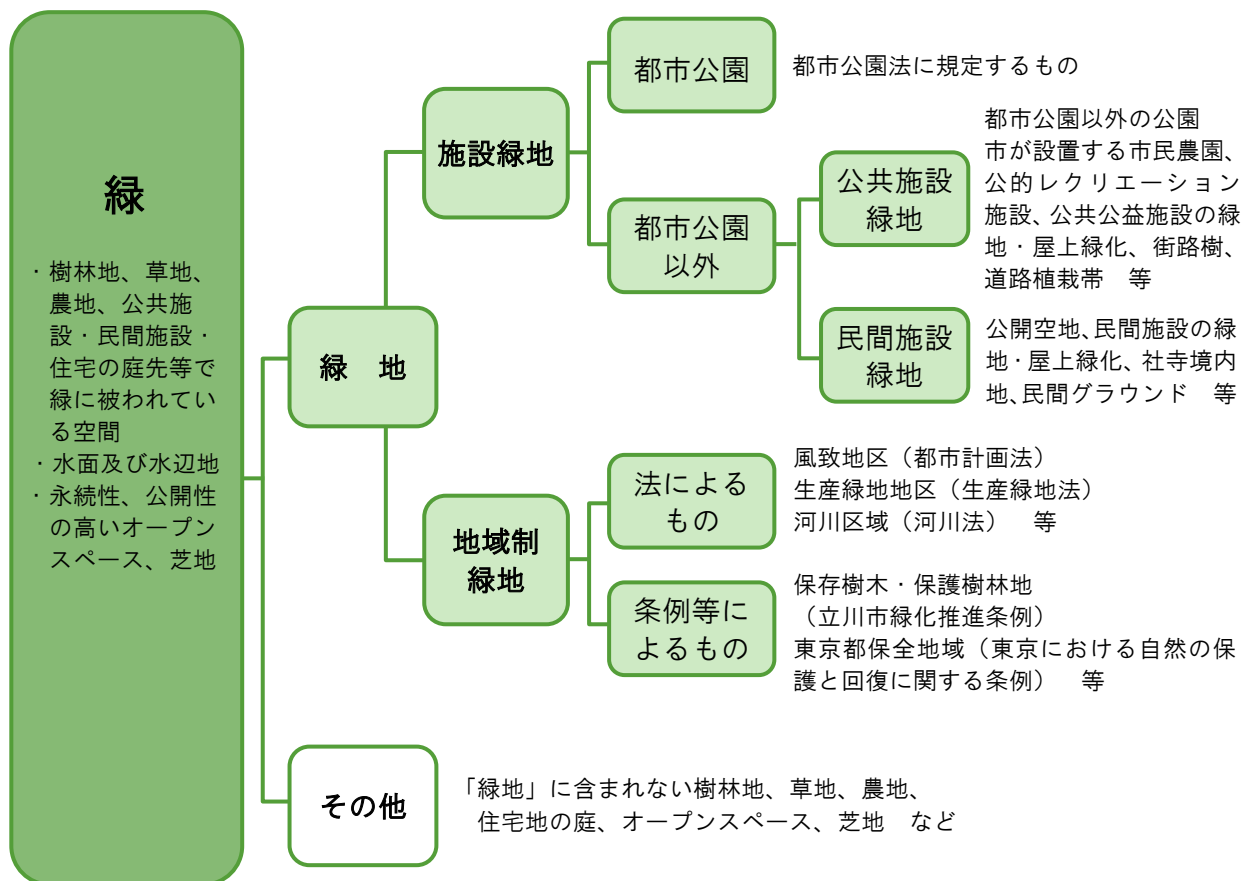 緑
・樹林地、草地、
農地、公共施
設・民間施設・
住宅の庭先等で
緑に被われてい
る空間
・水面及び水辺地
・永続性、公開性
の高いオープン
スペース、芝地
緑　地
施設緑地
都市公園
都市公園法に規定するもの
都市公園
以外
公共施設
緑地
都市公園以外の公園
市が設置する市民農園、
公的レクリエーション
施設、公共公益施設の緑
地・屋上緑化、街路樹、
道路植栽帯　等
民間施設
緑地
公開空地、民間施設の緑
地・屋上緑化、社寺境内
地、民間グラウンド　等
地域制
緑地
法による
もの
風致地区（都市計画法）
生産緑地地区（生産緑地法）
河川区域（河川法）　等
条例等に
よるもの
保存樹木・保護樹林地
（立川市緑化推進条例）
東京都保全地域（東京における自然の保
護と回復に関する条例）　等
その他
「緑地」に含まれない樹林地、草地、農地、
住宅地の庭、オープンスペース、芝地　など